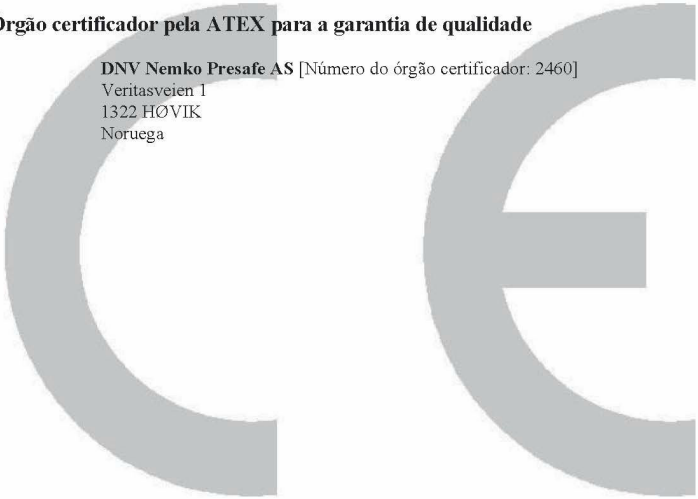 Órgão certificador pela ATEX para a garantia de qualidade
DNV Nemko Presafe AS [Número do órgão certificador: 2460]
Veritasveien 1
1322 HØVIK
Noruega
CE